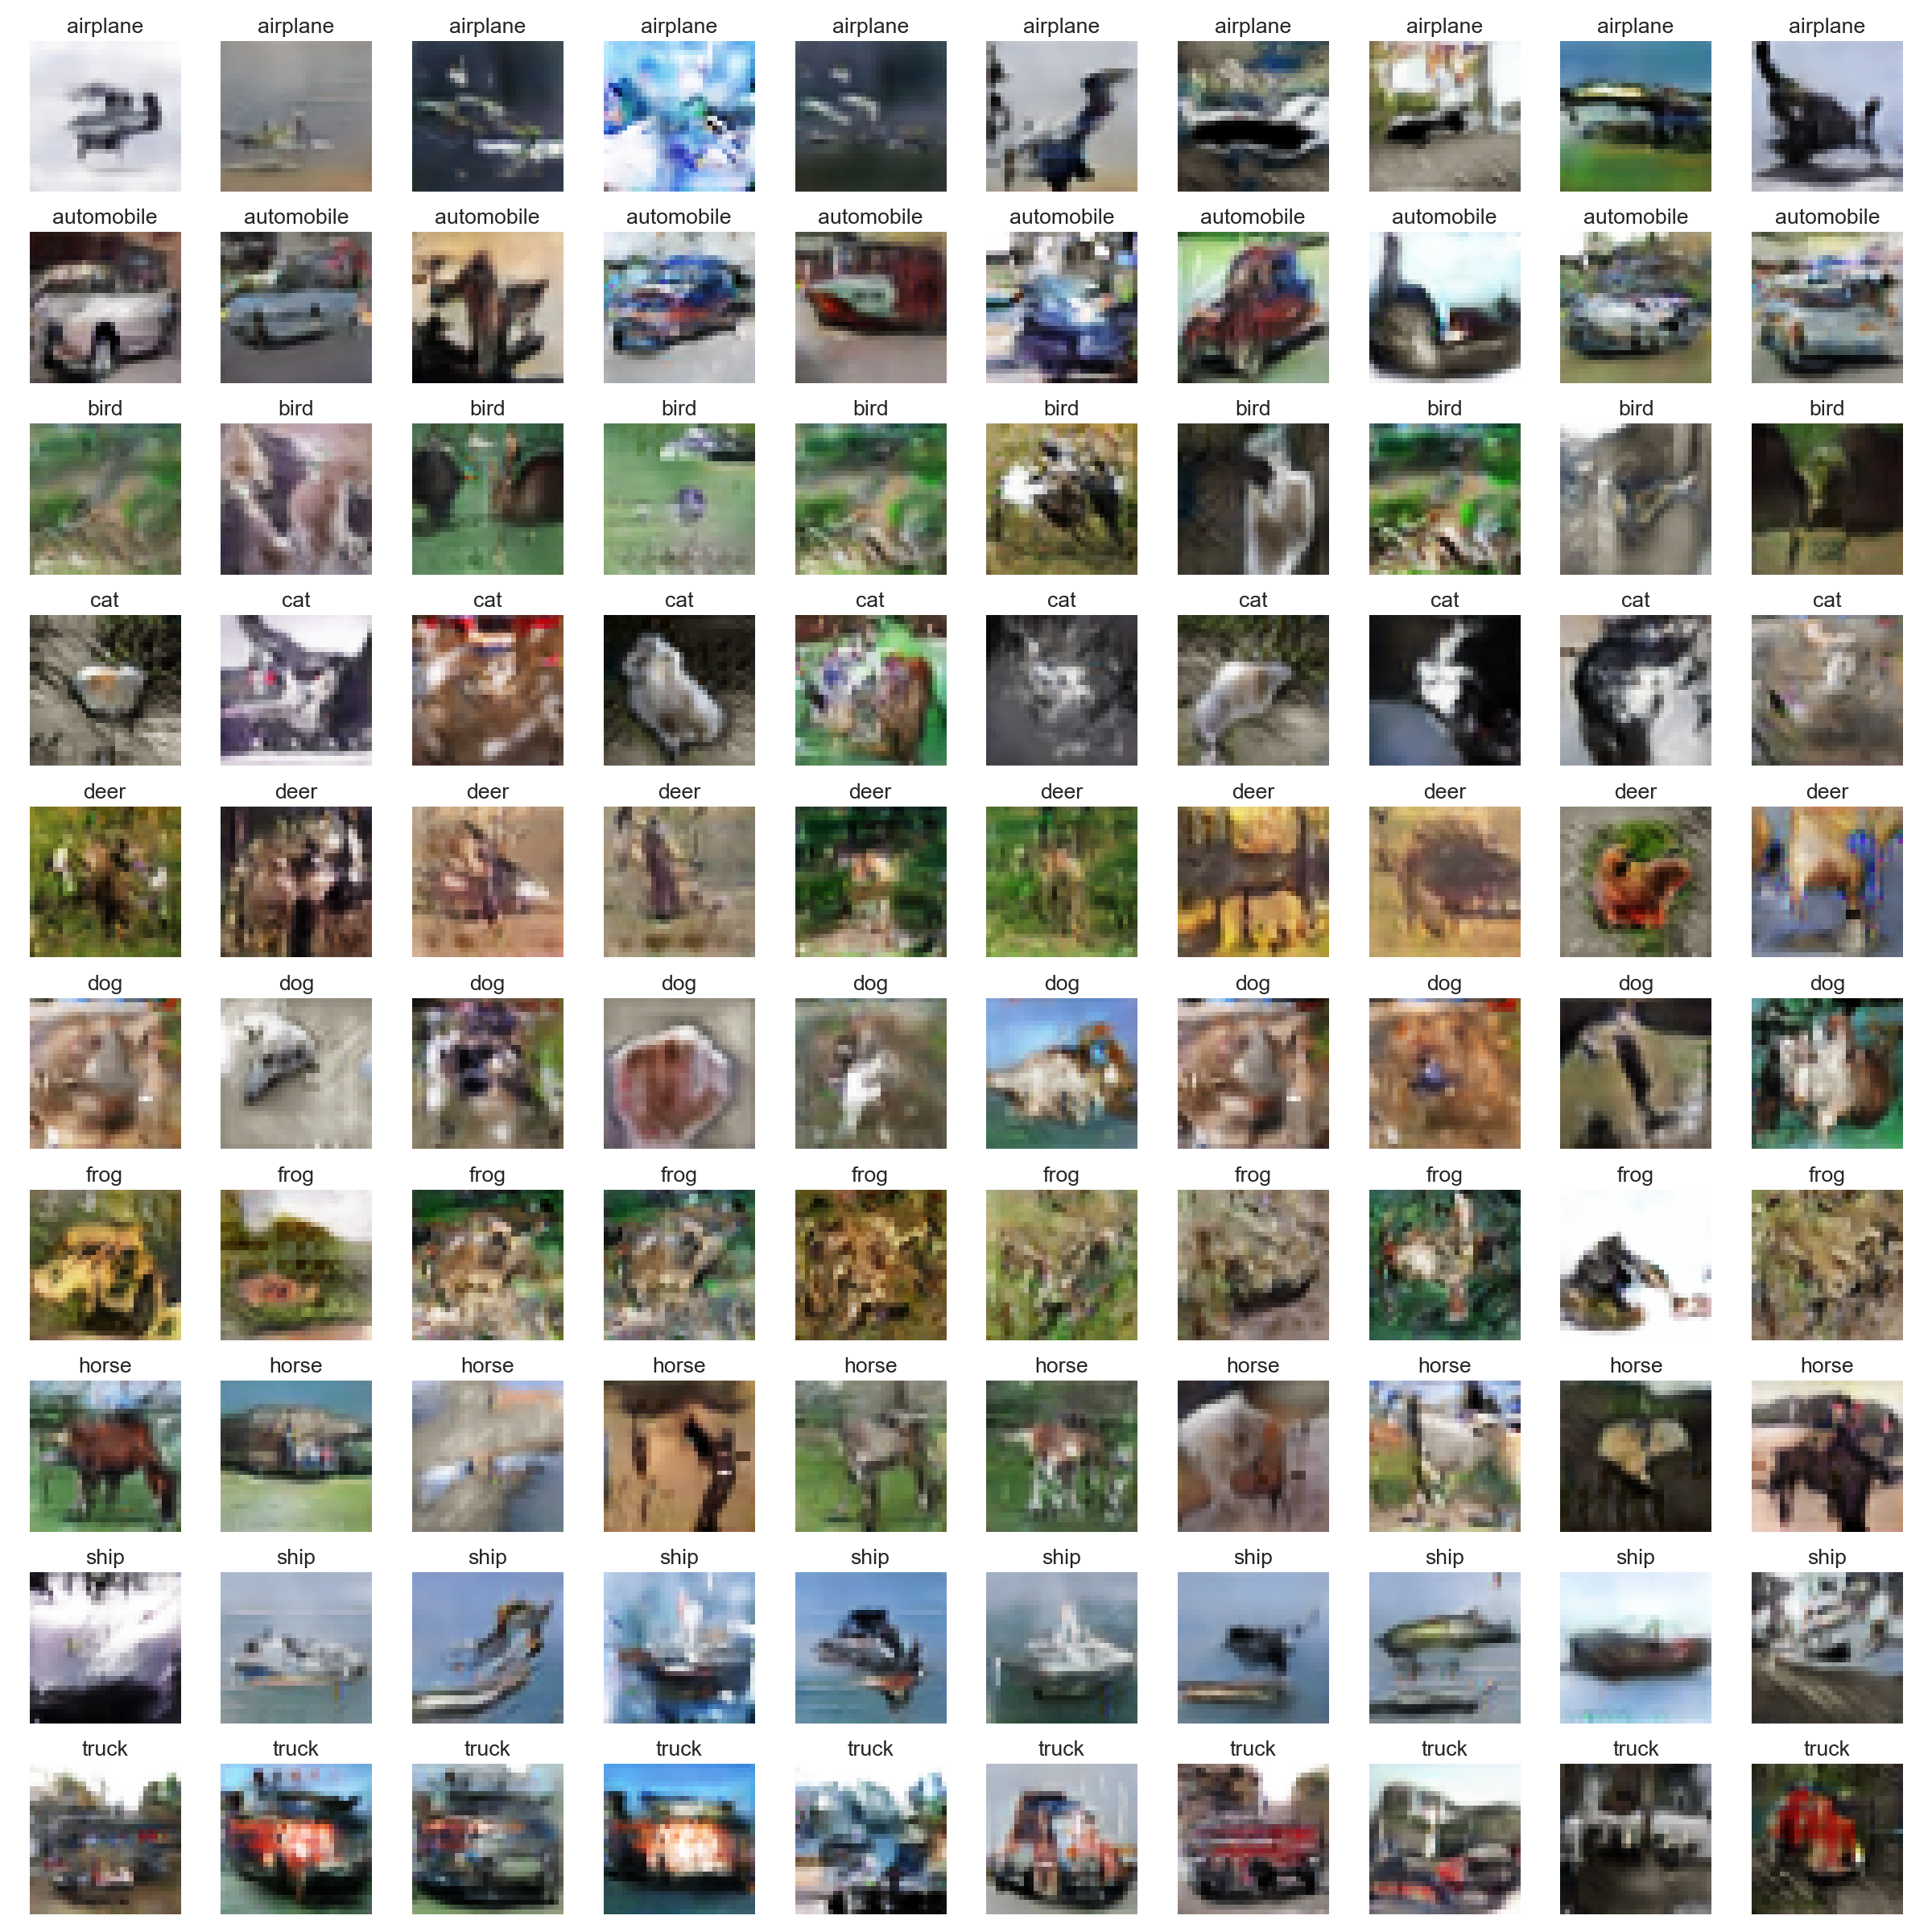 airplane airplane airplane airplane airplane airplane airplane airplane airplane airplane
automobile automobile automobile automobile automobile automobile automobile automobile automobile automobile
bird bird bird bird bird bird bird bird bird bird
cat cat cat cat cat cat cat cat cat cat
deer deer deer deer deer deer deer deer deer deer
dog dog dog dog dog dog dog dog dog dog
frog frog frog frog frog frog frog frog frog frog
horse horse horse horse horse horse horse horse horse horse
ship ship ship ship ship ship ship ship ship ship
truck truck truck truck truck truck truck truck truck truck